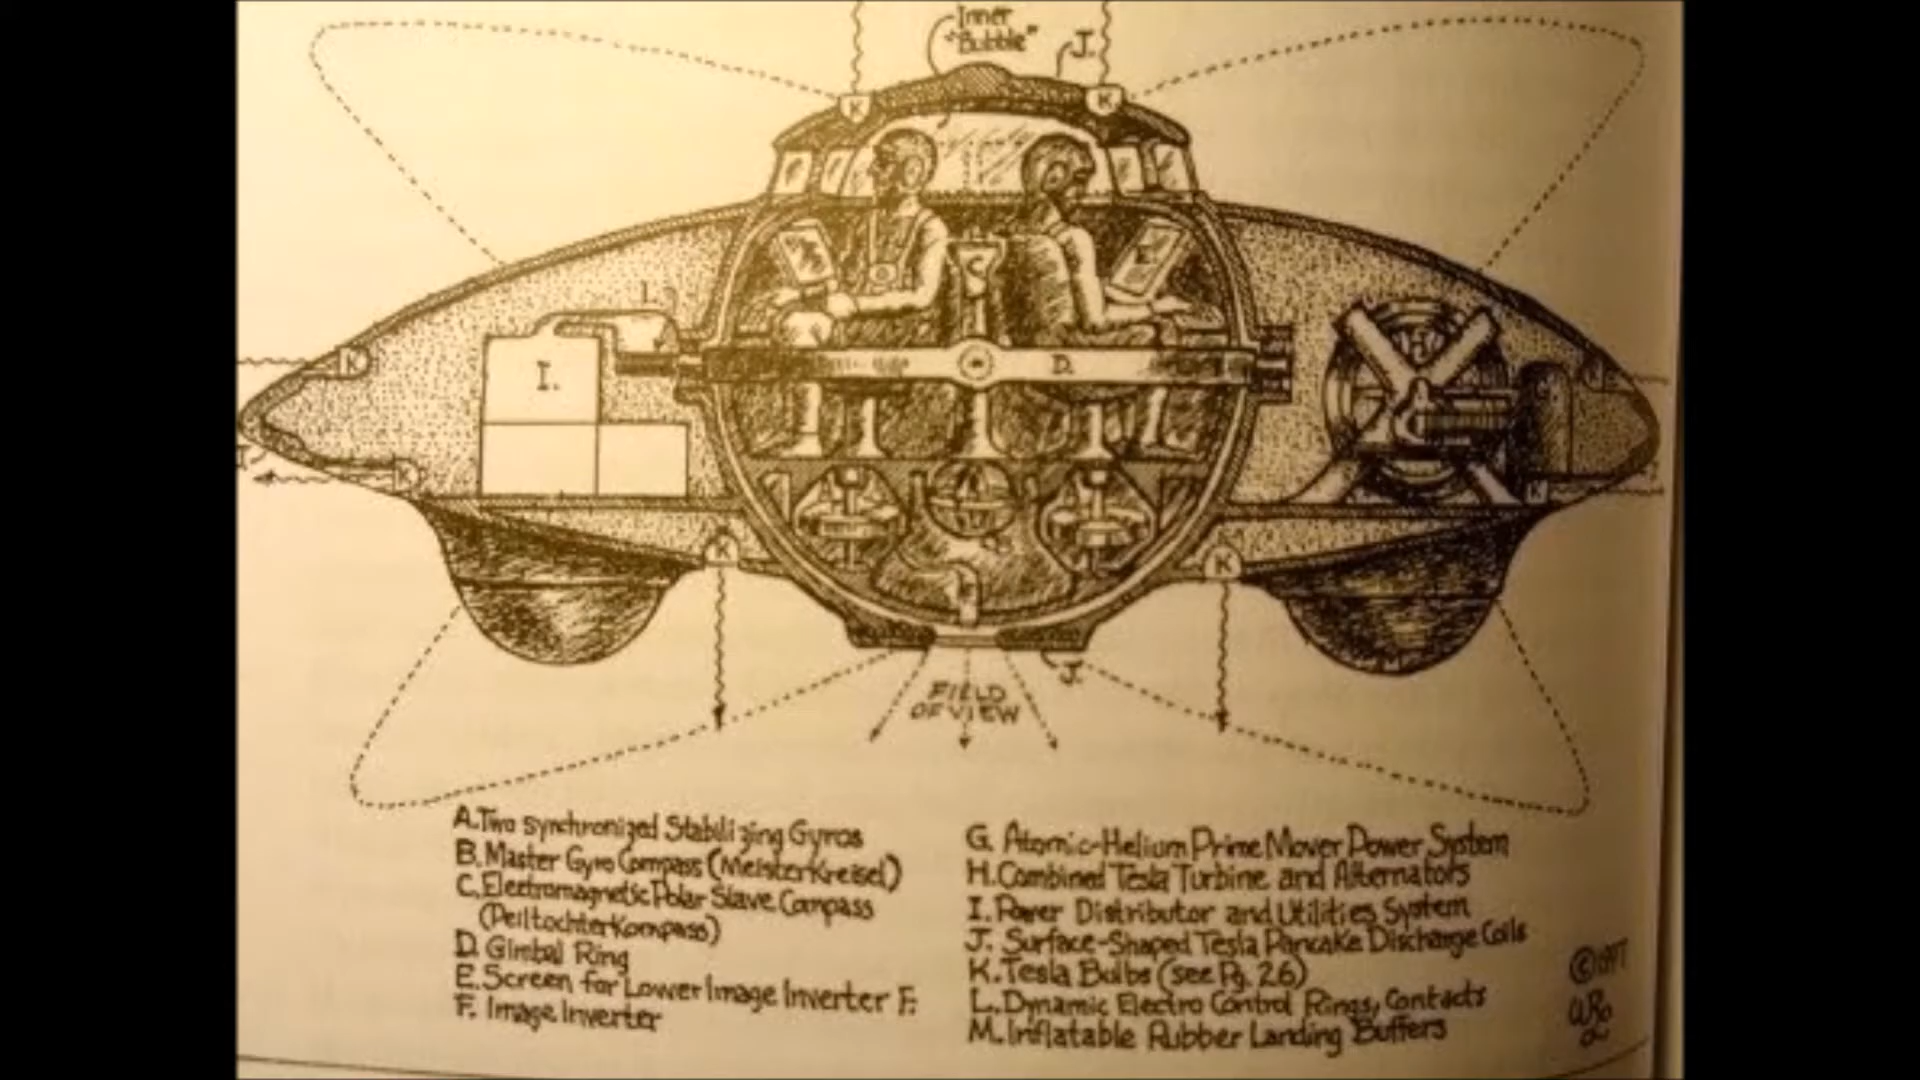 Inner
"Bubble"
J.
K
K
C
L
K
I.
D.
H
K
K
K
J.
FIELD
OF VIEW
A. Two Synchronized Stabilizing Gyros
B. Master Gyro Compass (Meisterkreisel)
C. Electromagnetic Polar Slave Compass
(Peiltochterkompass)
D. Gimbal Ring
E. Screen for Lower Image Inverter F.
F. Image Inverter
G. Atomic-Helium Prime Mover Power System
H. Combined Tesla Turbine and Alternators
I. Power Distributor and Utilities System
J. Surface-Shaped Tesla Pancake Discharge Coils
K. Tesla Bulbs (see Pg. 26)
L. Dynamic Electro Control Rings, Contacts
M. Inflatable Rubber Landing Buffers